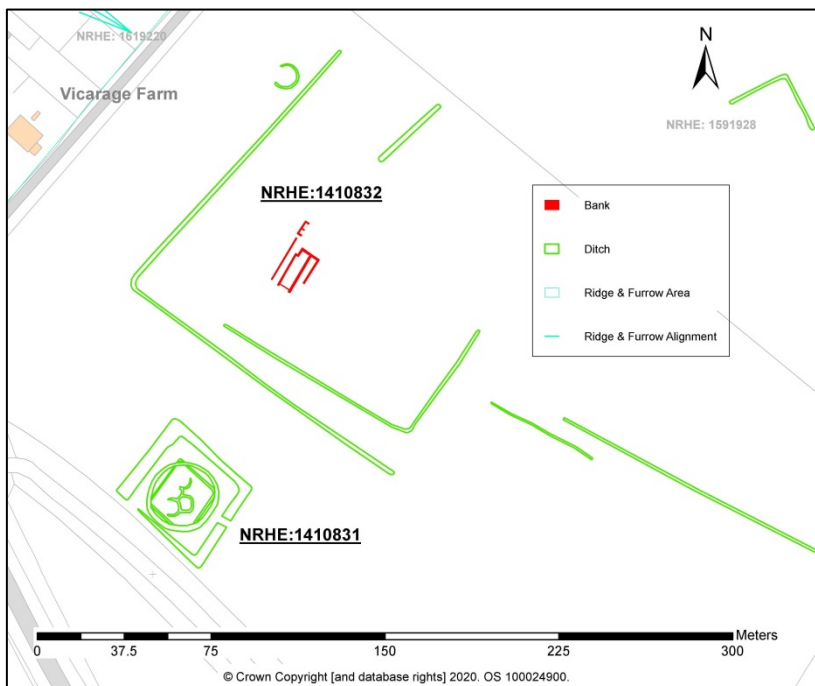 NRHE: 1619220
Vicarage Farm
N
NRHE: 1591928
NRHE:1410832
Bank
Ditch
Ridge & Furrow Area
Ridge & Furrow Alignment
NRHE:1410831
Meters
0 37.5 75 150 225 300
© Crown Copyright [and database rights] 2020. OS 100024900.